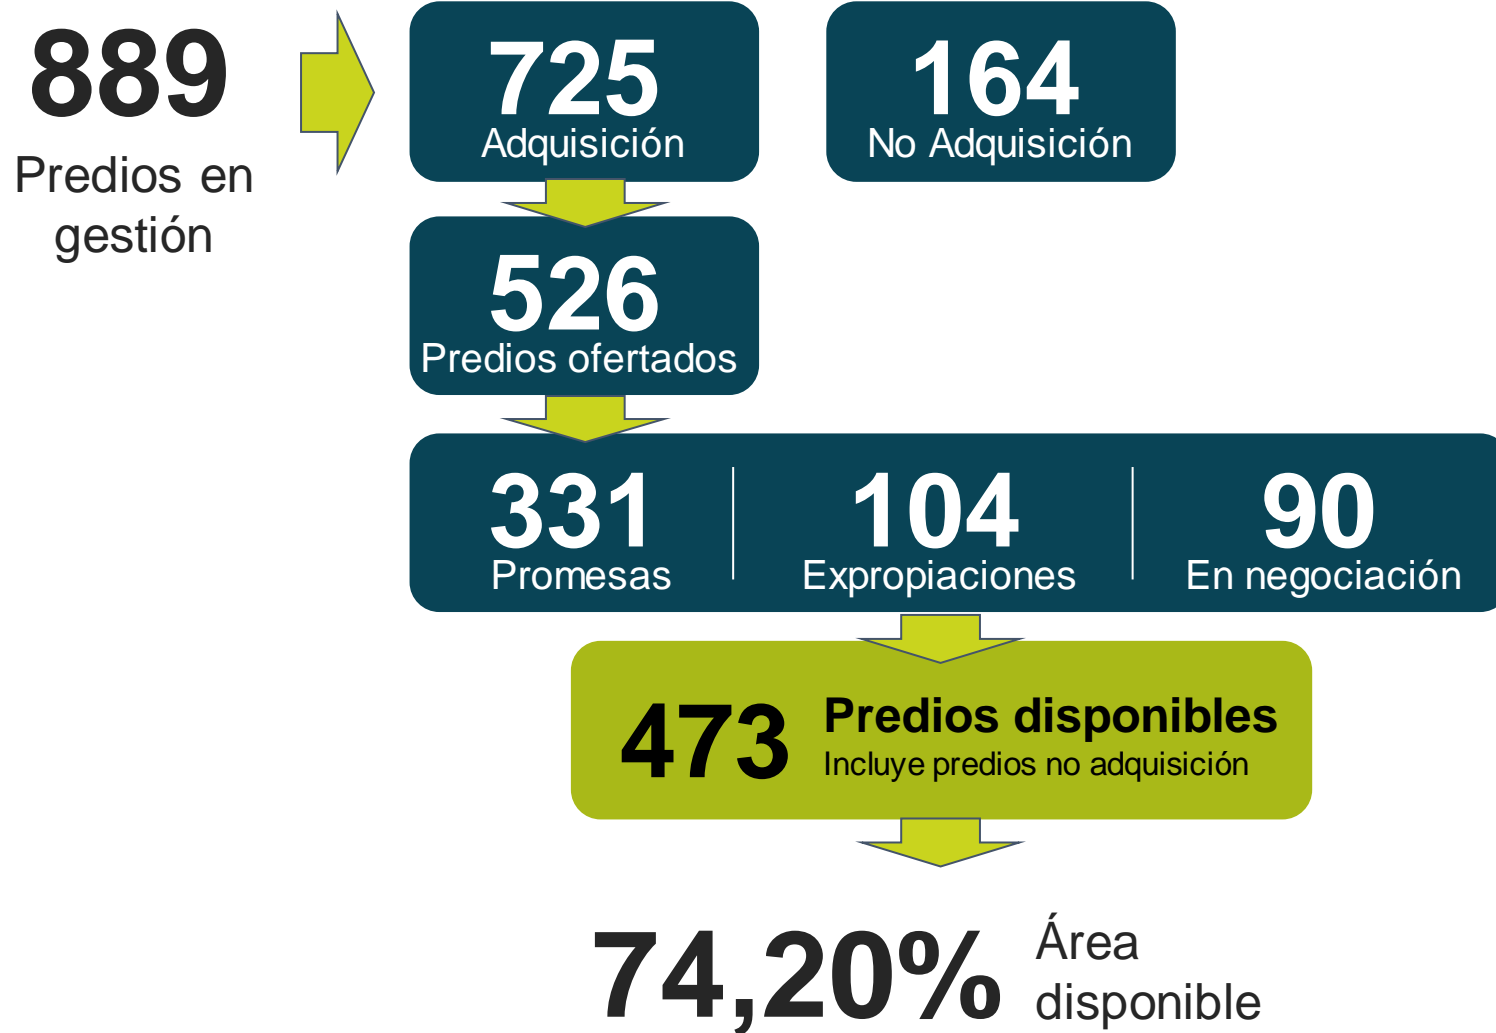 889
Predios en
gestión
725
Adquisición
164
No Adquisición
526
Predios ofertados
331
Promesas
104
Expropiaciones
90
En negociación
473
Predios disponibles
Incluye predios no adquisición
74,20%
Área
disponible